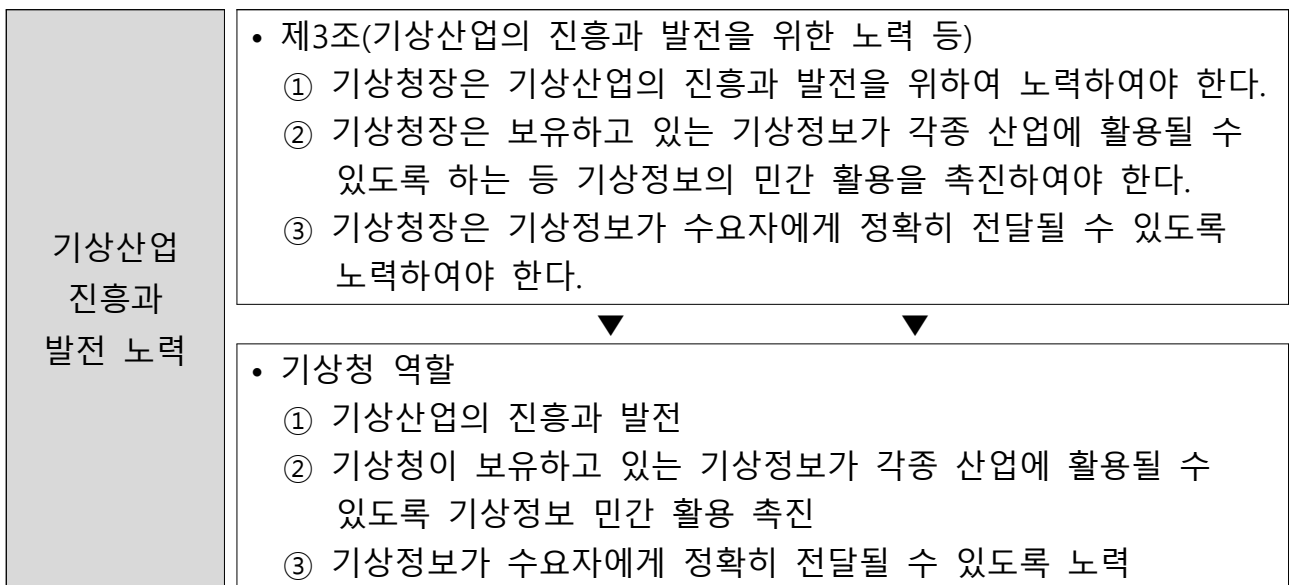 기상산업
진흥과
발전 노력
• 제3조(기상산업의 진흥과 발전을 위한 노력 등)
① 기상청장은 기상산업의 진흥과 발전을 위하여 노력하여야 한다.
② 기상청장은 보유하고 있는 기상정보가 각종 산업에 활용될 수
있도록 하는 등 기상정보의 민간 활용을 촉진하여야 한다.
③ 기상청장은 기상정보가 수요자에게 정확히 전달될 수 있도록
노력하여야 한다.
▼ ▼
• 기상청 역할
① 기상산업의 진흥과 발전
② 기상청이 보유하고 있는 기상정보가 각종 산업에 활용될 수
있도록 기상정보 민간 활용 촉진
③ 기상정보가 수요자에게 정확히 전달될 수 있도록 노력